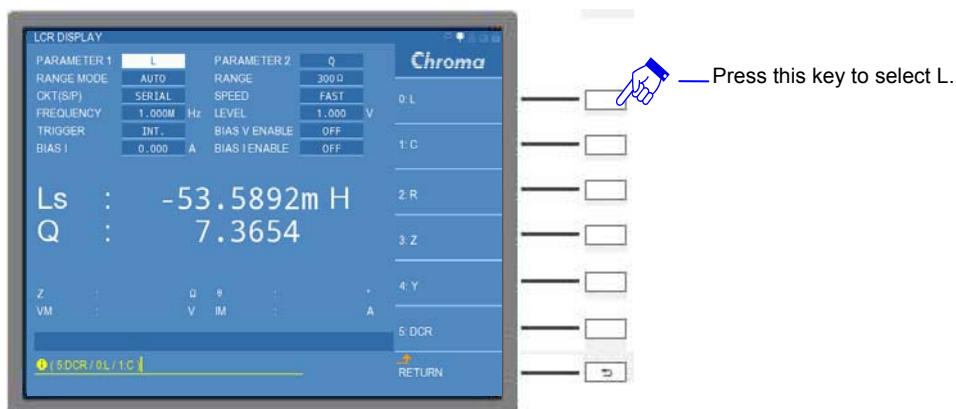 LCR DISPLAY
Chroma
PARAMETER 1 L PARAMETER 2 Q
RANGE MODE AUTO RANGE 300 Ω
CKT(S/P) SERIAL SPEED FAST
FREQUENCY 1.000M Hz LEVEL 1.000 V
TRIGGER INT. BIAS V ENABLE OFF
BIAS I 0.000 A BIAS I ENABLE OFF
Ls : -53.5892m H
Q : 7.3654
Z : Ω θ : °
VM : V IM : A
( 5:DCR / 0:L / 1:C )
0: L
1: C
2: R
3: Z
4: Y
5: DCR
RETURN
Press this key to select L.